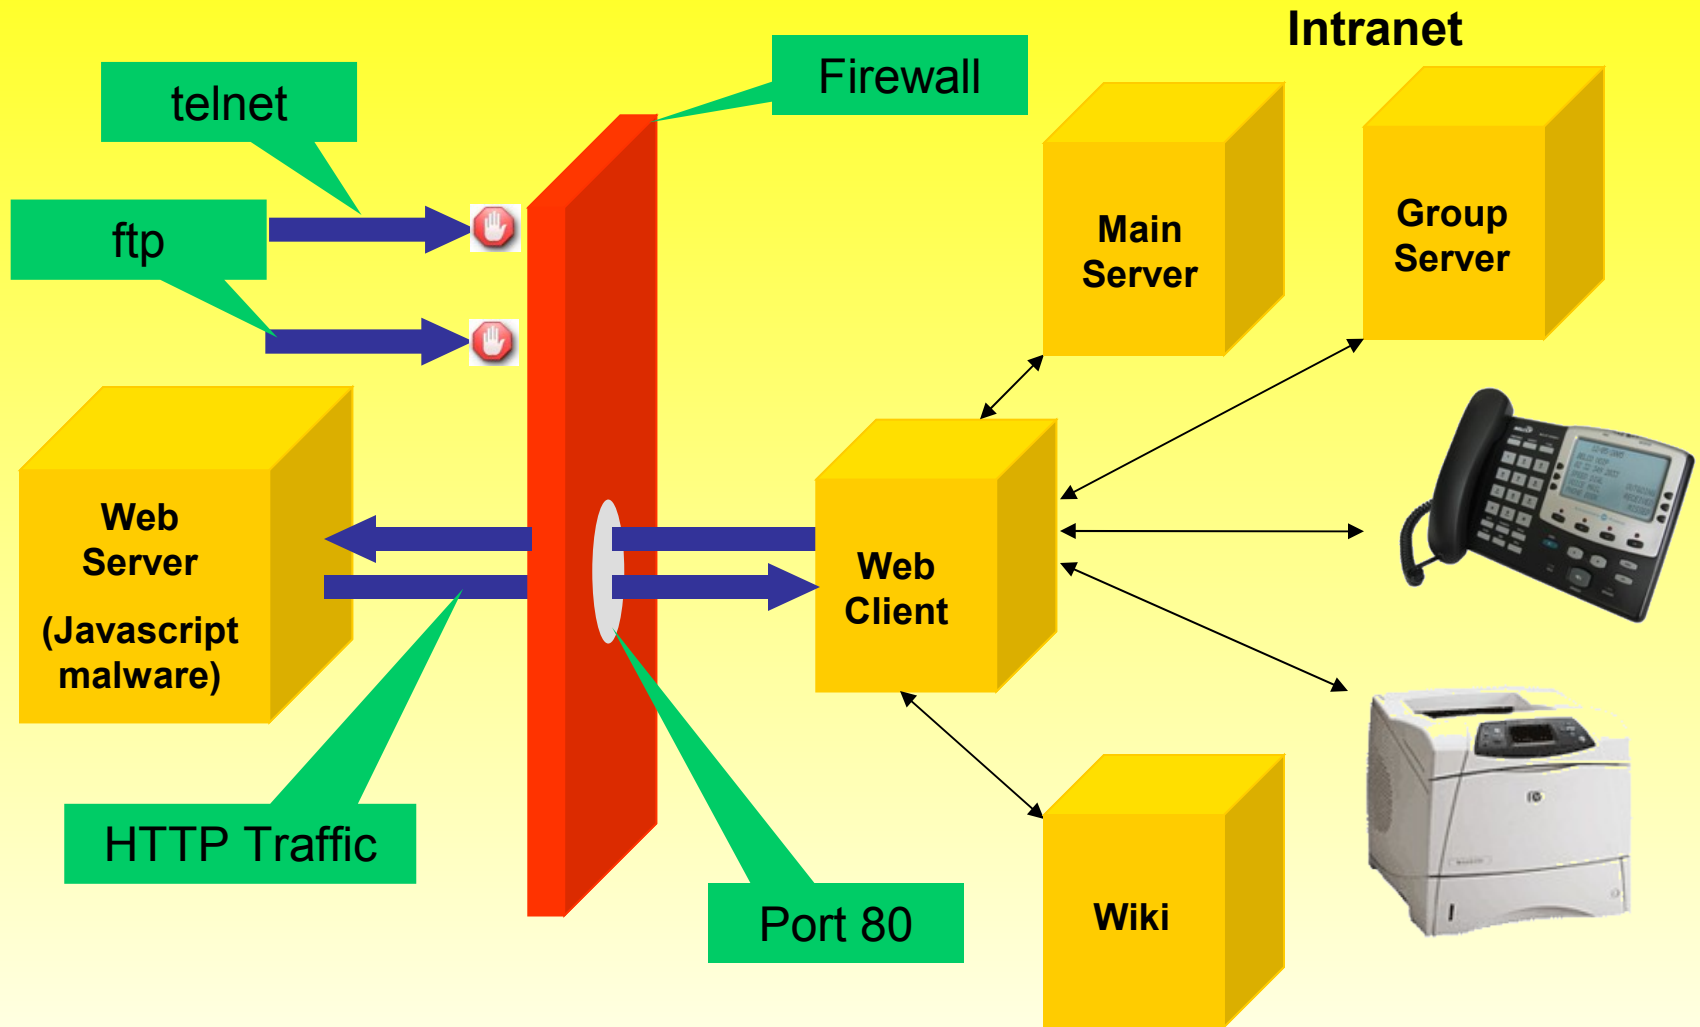 Intranet
telnet
Firewall
ftp
Main
Server
Group
Server
Web
Server
(Javascript
malware)
Web
Client
HTTP Traffic
Port 80
Wiki
hp